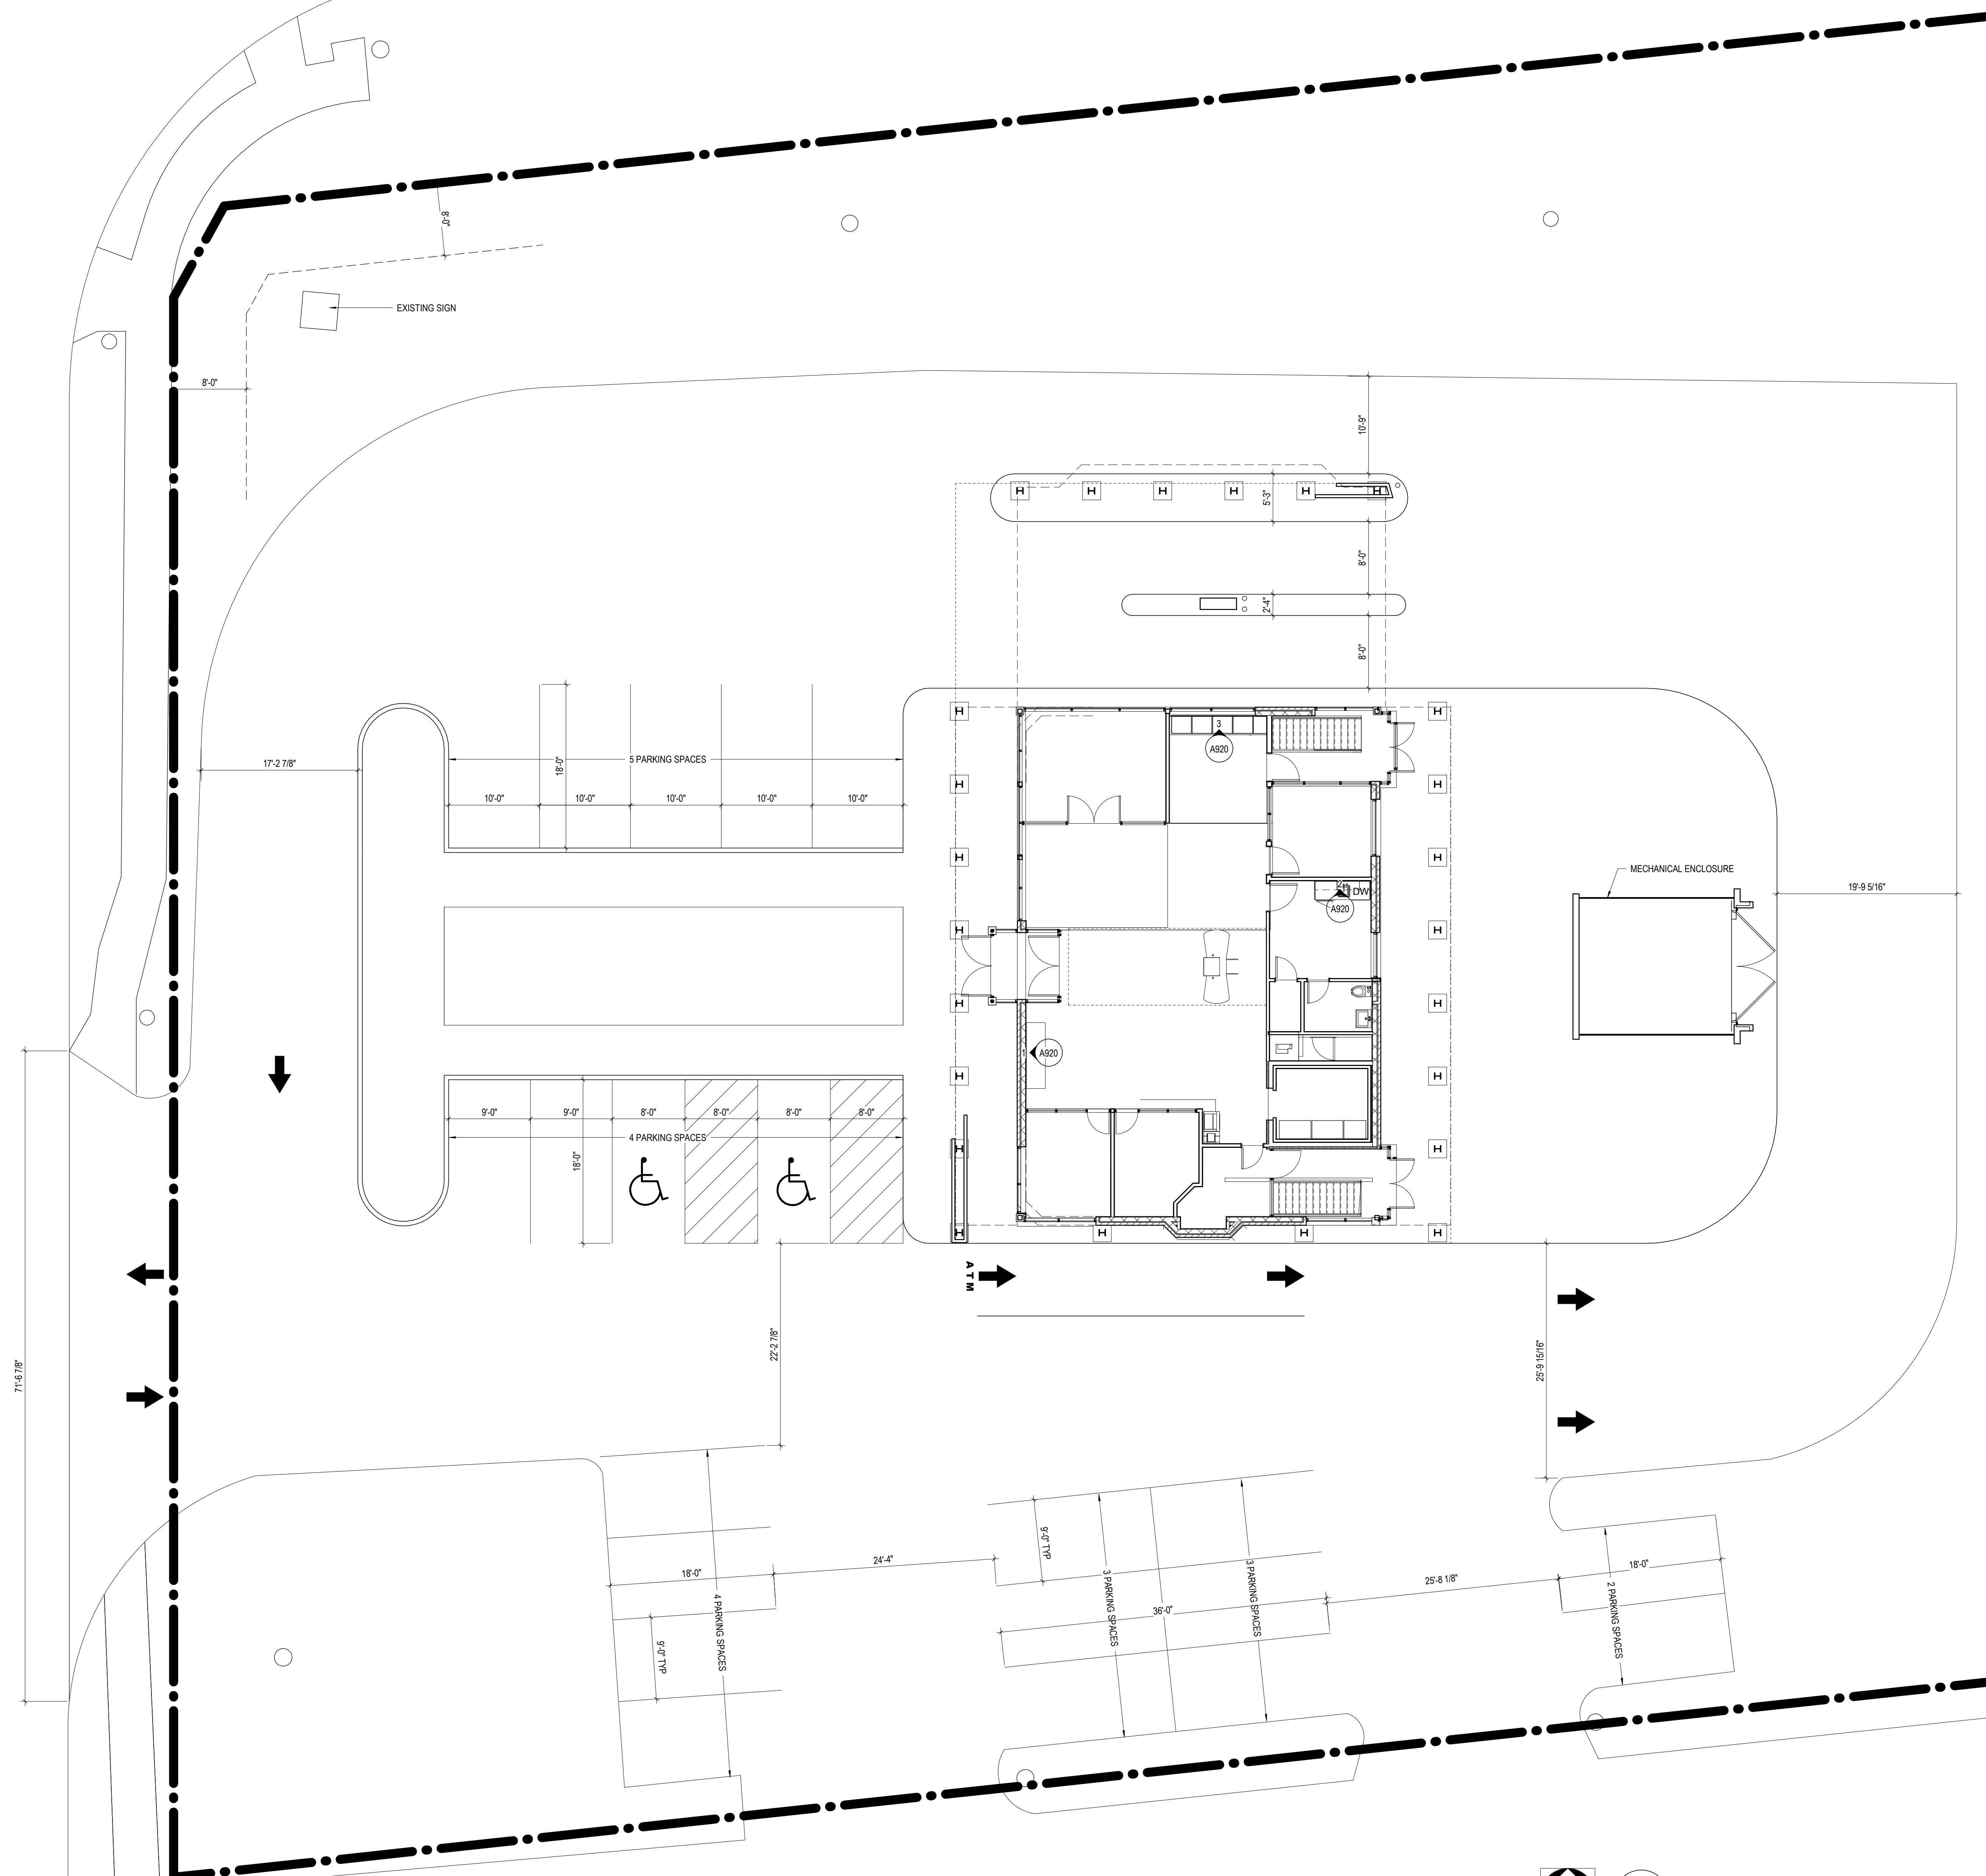 8'-0"
EXISTING SIGN
8'-0"
10'-9"
5'-3"
8'-0"
2'-4"
8'-0"
3
A920
17'-2 7/8"
18'-0"
5 PARKING SPACES
10'-0" 10'-0" 10'-0" 10'-0" 10'-0"
MECHANICAL ENCLOSURE
2
DW
A920
19'-9 5/16"
1
A920
9'-0" 9'-0" 8'-0" 8'-0" 8'-0" 8'-0"
4 PARKING SPACES
18'-0"
ATM
22'-2 7/8"
25'-9 15/16"
71'-6 7/8"
9'-0" TYP
24'-4"
18'-0"
4 PARKING SPACES
9'-0" TYP
3 PARKING SPACES
3 PARKING SPACES
36'-0"
25'-8 1/8"
18'-0"
2 PARKING SPACES